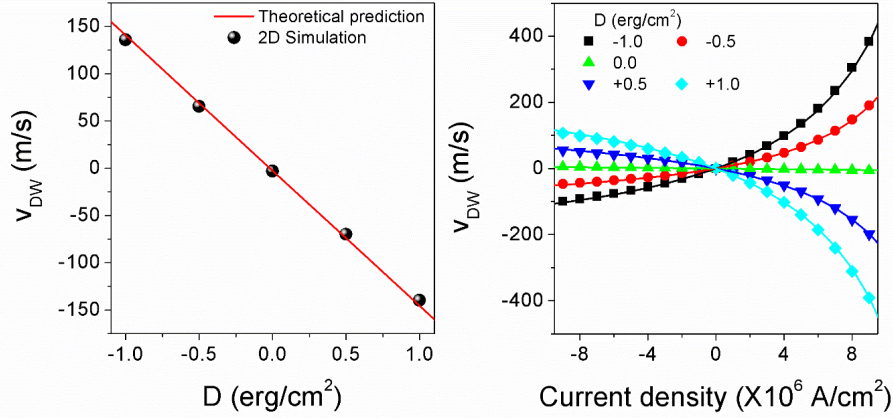 Theoretical prediction
2D Simulation
150
100
50
0
-50
-100
-150
-1.0 -0.5 0.0 0.5 1.0
v_DW (m/s)
D (erg/cm²)
D (erg/cm²)
-1.0 -0.5
0.0
+0.5 +1.0
400
200
0
-200
-400
-8 -4 0 4 8
v_DW (m/s)
Current density (X10⁶ A/cm²)